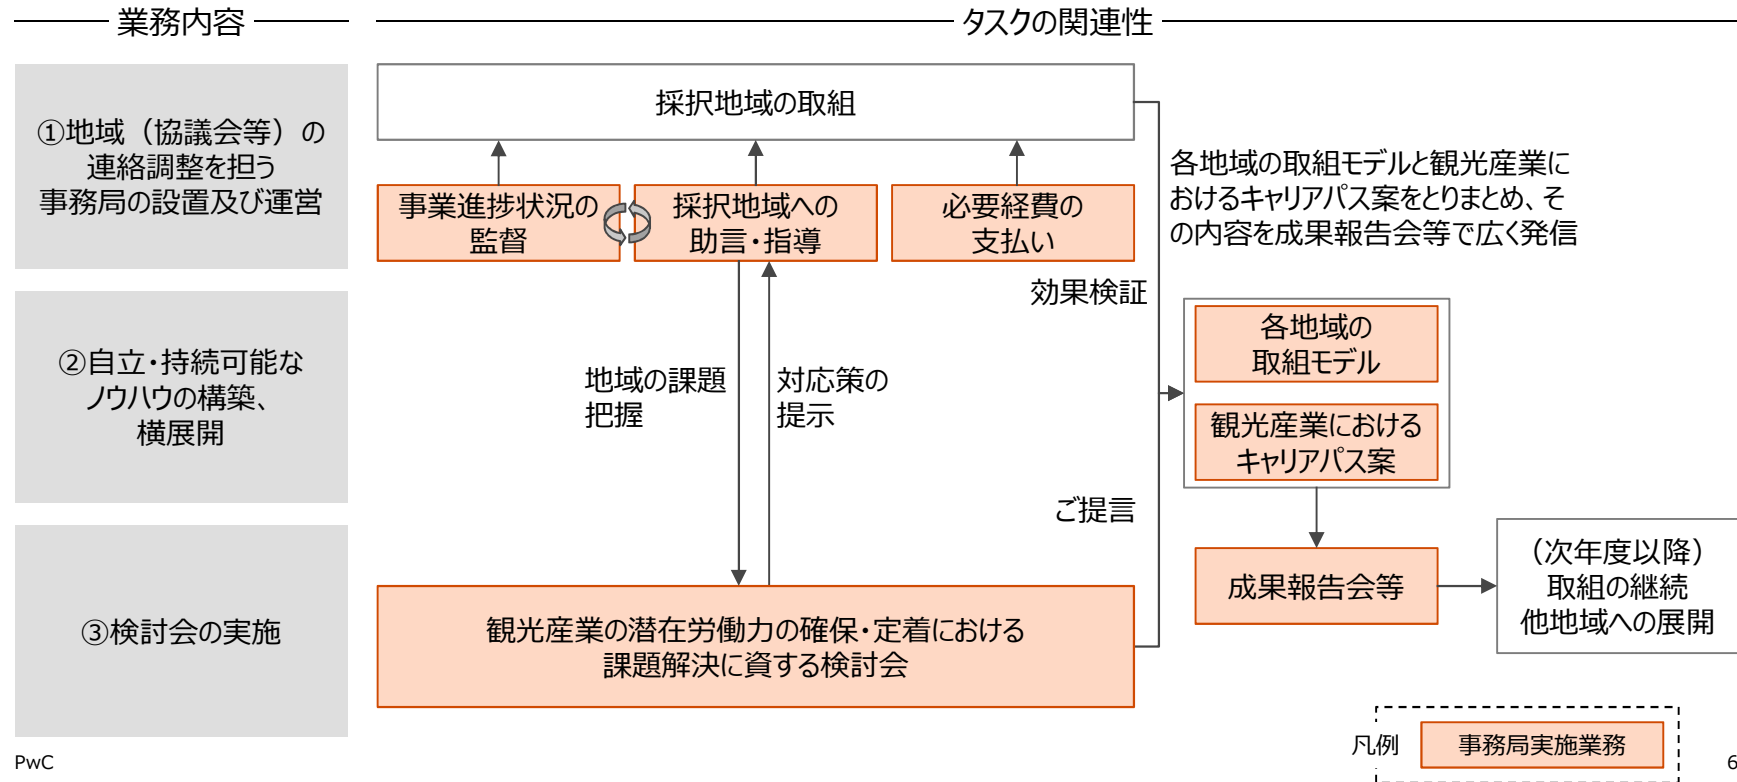 業務内容
タスクの関連性
①地域（協議会等）の
連絡調整を担う
事務局の設置及び運営
採択地域の取組
事業進捗状況の
監督
採択地域への
助言・指導
必要経費の
支払い
各地域の取組モデルと観光産業に
おけるキャリアパス案をとりまとめ、そ
の内容を成果報告会等で広く発信
効果検証
②自立・持続可能な
ノウハウの構築、
横展開
地域の課題
把握
対応策の
提示
各地域の
取組モデル
観光産業における
キャリアパス案
ご提言
③検討会の実施
観光産業の潜在労働力の確保・定着における
課題解決に資する検討会
成果報告会等
（次年度以降）
取組の継続
他地域への展開
凡例
事務局実施業務
PwC
6